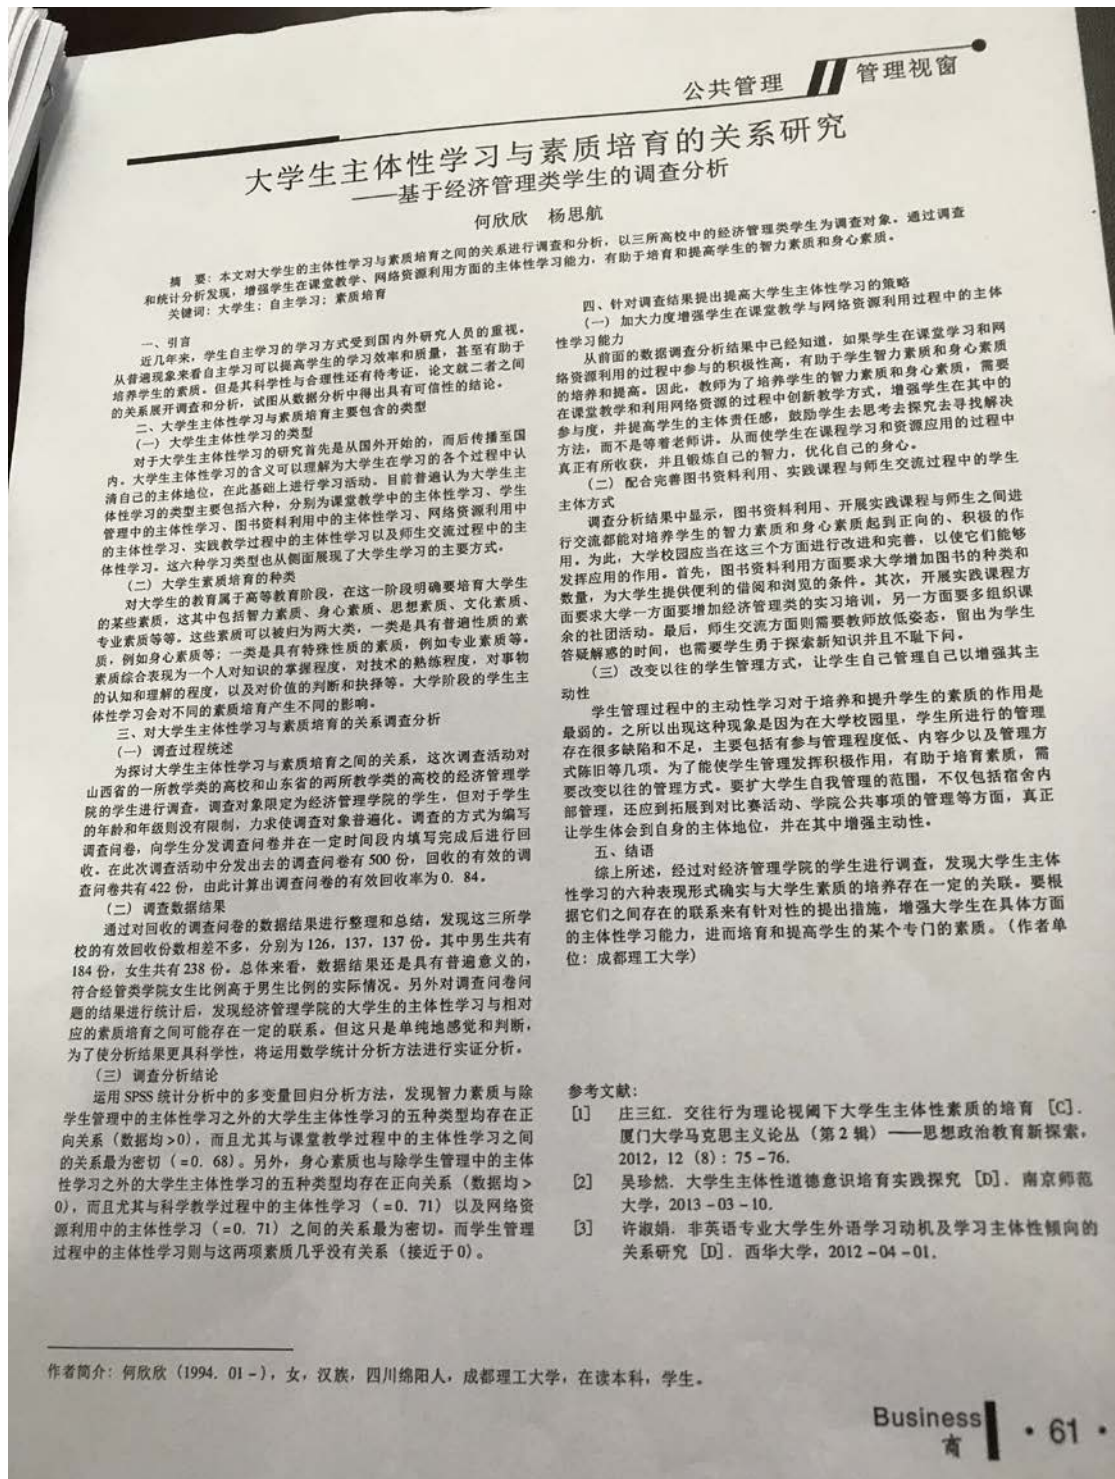 公共管理 管理视窗
大学生主体性学习与素质培育的关系研究
——基于经济管理类学生的调查分析
何欣欣 杨思航
摘 要：本文对大学生的主体性学习与素质培育之间的关系进行调查和分析，以三所高校中的经济管理类学生为调查对象。通过调查
和统计分析发现，增强学生在课堂教学、网络资源利用方面的主体性学习能力，有助于培育和提高学生的智力素质和身心素质。
关键词：大学生；自主学习；素质培育
一、引言
近几年来，学生自主学习的学习方式受到国内外研究人员的重视。
从普遍现象来看自主学习可以提高学生的学习效率和质量，甚至有助于
培养学生的素质。但是其科学性与合理性还有待考证，论文就二者之间
的关系展开调查和分析，试图从数据分析中得出具有可信性的结论。
二、大学生主体性学习与素质培育主要包含的类型
（一）大学生主体性学习的类型
对于大学生主体性学习的研究首先是从国外开始的，而后传播至国
内。大学生主体性学习的含义可以理解为大学生在学习的各个过程中认
清自己的主体地位，在此基础上进行学习活动。目前普遍认为大学生主
体性学习的类型主要包括六种，分别为课堂教学中的主体性学习、学生
管理中的主体性学习、图书资料利用中的主体性学习、网络资源利用中
的主体性学习、实践教学过程中的主体性学习以及师生交流过程中的主
体性学习。这六种学习类型也从侧面展现了大学生学习的主要方式。
（二）大学生素质培育的种类
对大学生的教育属于高等教育阶段，在这一阶段明确要培育大学生
的某些素质，这其中包括智力素质、身心素质、思想素质、文化素质、
专业素质等等。这些素质可以被归为两大类，一类是具有普遍性质的素
质，例如身心素质等；一类是具有特殊性质的素质，例如专业素质等。
素质综合表现为一个人对知识的掌握程度，对技术的熟练程度，对事物
的认知和理解的程度，以及对价值的判断和抉择等。大学阶段的学生主
体性学习会对不同的素质培育产生不同的影响。
三、对大学生主体性学习与素质培育的关系调查分析
（一）调查过程统述
为探讨大学生主体性学习与素质培育之间的关系，这次调查活动对
山西省的一所教学类的高校和山东省的两所教学类的高校的经济管理学
院的学生进行调查。调查对象限定为经济管理学院的学生，但对于学生
的年龄和年级则没有限制，力求使调查对象普遍化。调查的方式为编写
调查问卷，向学生分发调查问卷并在一定时间段内填写完成后进行回
收。在此次调查活动中分发出去的调查问卷有 500 份，回收的有效的调
查问卷共有 422 份，由此计算出调查问卷的有效回收率为 0．84。
（二）调查数据结果
通过对回收的调查问卷的数据结果进行整理和总结，发现这三所学
校的有效回收份数相差不多，分别为 126，137，137 份。其中男生共有
184 份，女生共有 238 份。总体来看，数据结果还是具有普遍意义的，
符合经管类学院女生比例高于男生比例的实际情况。另外对调查问卷问
题的结果进行统计后，发现经济管理学院的大学生的主体性学习与相对
应的素质培育之间可能存在一定的联系。但这只是单纯地感觉和判断，
为了使分析结果更具科学性，将运用数学统计分析方法进行实证分析。
（三）调查分析结论
运用 SPSS 统计分析中的多变量回归分析方法，发现智力素质与除
学生管理中的主体性学习之外的大学生主体性学习的五种类型均存在正
向关系（数据均 >0），而且尤其与课堂教学过程中的主体性学习之间
的关系最为密切（=0．68）。另外，身心素质也与除学生管理中的主体
性学习之外的大学生主体性学习的五种类型均存在正向关系（数据均 >
0），而且尤其与科学教学过程中的主体性学习（=0．71）以及网络资
源利用中的主体性学习（=0．71）之间的关系最为密切。而学生管理
过程中的主体性学习则与这两项素质几乎没有关系（接近于 0）。
四、针对调查结果提出提高大学生主体性学习的策略
（一）加大力度增强学生在课堂教学与网络资源利用过程中的主体
性学习能力
从前面的数据调查分析结果中已经知道，如果学生在课堂学习和网
络资源利用的过程中参与的积极性高，有助于学生智力素质和身心素质
的培养和提高。因此，教师为了培养学生的智力素质和身心素质，需要
在课堂教学和利用网络资源的过程中创新教学方式，增强学生在其中的
参与度，并提高学生的主体责任感，鼓励学生去思考去探究去寻找解决
方法，而不是等着老师讲。从而使学生在课程学习和资源应用的过程中
真正有所收获，并且锻炼自己的智力，优化自己的身心。
（二）配合完善图书资料利用、实践课程与师生交流过程中的学生
主体方式
调查分析结果中显示，图书资料利用、开展实践课程与师生之间进
行交流都能对培养学生的智力素质和身心素质起到正向的、积极的作
用。为此，大学校园应当在这三个方面进行改进和完善，以使它们能够
发挥应用的作用。首先，图书资料利用方面要求大学增加图书的种类和
数量，为大学生提供便利的借阅和浏览的条件。其次，开展实践课程方
面要求大学一方面要增加经济管理类的实习培训，另一方面要多组织课
余的社团活动。最后，师生交流方面则需要教师放低姿态，留出为学生
答疑解惑的时间，也需要学生勇于探索新知识并且不耻下问。
（三）改变以往的学生管理方式，让学生自己管理自己以增强其主
动性
学生管理过程中的主动性学习对于培养和提升学生的素质的作用是
最弱的。之所以出现这种现象是因为在大学校园里，学生所进行的管理
存在很多缺陷和不足，主要包括有参与管理程度低、内容少以及管理方
式陈旧等几项。为了能使学生管理发挥积极作用，有助于培育素质，需
要改变以往的管理方式。要扩大学生自我管理的范围，不仅包括宿舍内
部管理，还应到拓展到对比赛活动、学院公共事项的管理等方面，真正
让学生体会到自身的主体地位，并在其中增强主动性。
五、结语
综上所述，经过对经济管理学院的学生进行调查，发现大学生主体
性学习的六种表现形式确实与大学生素质的培养存在一定的关联。要根
据它们之间存在的联系来有针对性的提出措施，增强大学生在具体方面
的主体性学习能力，进而培育和提高学生的某个专门的素质。（作者单
位：成都理工大学）
参考文献：
［1］ 庄三红．交往行为理论视阈下大学生主体性素质的培育［C］．
厦门大学马克思主义论丛（第 2 辑）——思想政治教育新探索，
2012，12（8）：75－76．
［2］ 吴珍然．大学生主体性道德意识培育实践探究［D］．南京师范
大学，2013－03－10．
［3］ 许淑娟．非英语专业大学生外语学习动机及学习主体性倾向的
关系研究［D］．西华大学，2012－04－01．
作者简介：何欣欣（1994．01－），女，汉族，四川绵阳人，成都理工大学，在读本科，学生。
Business
商
·61·